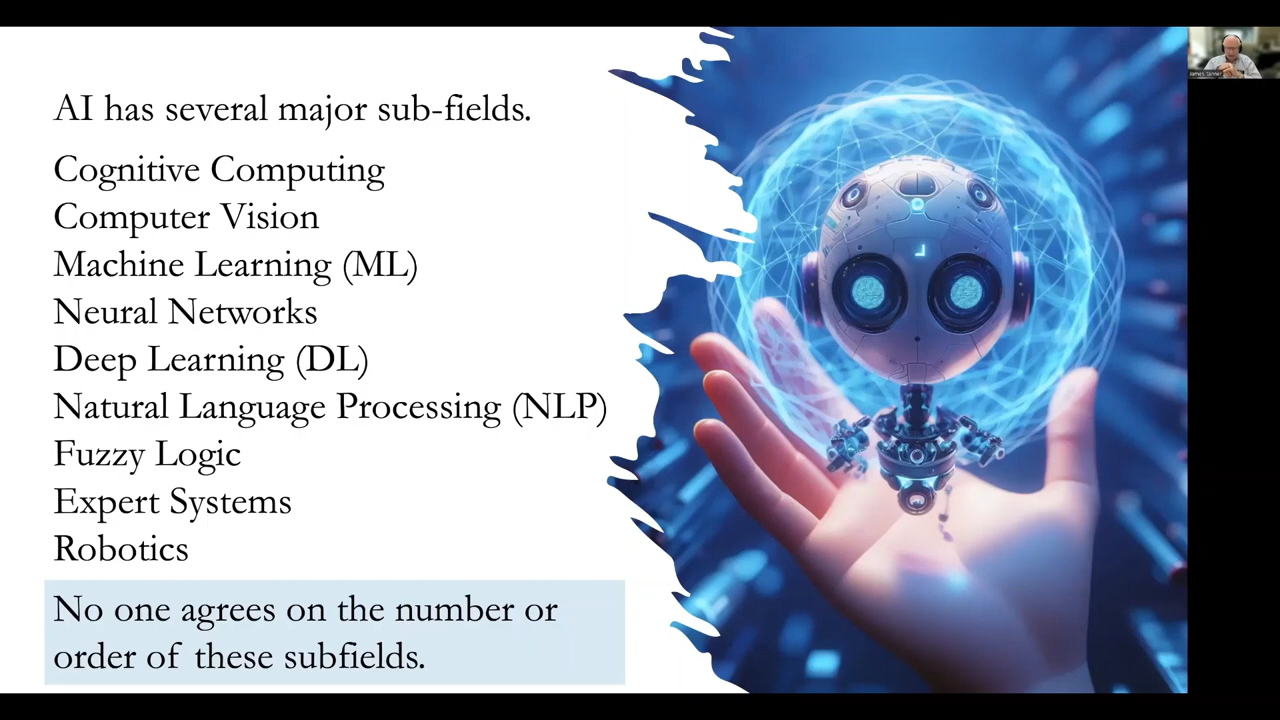 AI has several major sub-fields.
Cognitive Computing
Computer Vision
Machine Learning (ML)
Neural Networks
Deep Learning (DL)
Natural Language Processing (NLP)
Fuzzy Logic
Expert Systems
Robotics
No one agrees on the number or
order of these subfields.
James Tanner